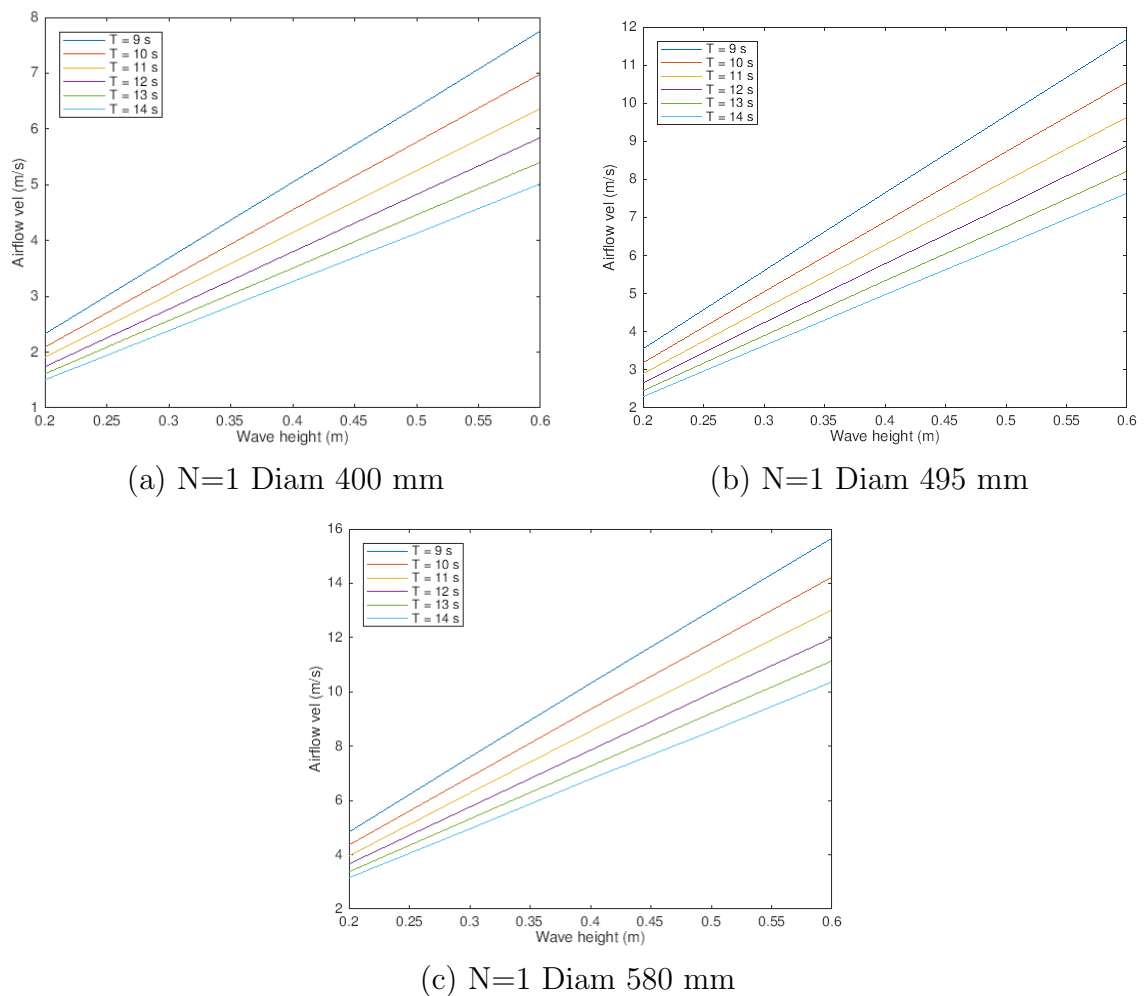 8
7
6
5
4
3
2
1
Airflow vel (m/s)
T = 9 s
T = 10 s
T = 11 s
T = 12 s
T = 13 s
T = 14 s
0.2 0.25 0.3 0.35 0.4 0.45 0.5 0.55 0.6
Wave height (m)
(a) N=1 Diam 400 mm
12
11
10
9
8
7
6
5
4
3
2
Airflow vel (m/s)
T = 9 s
T = 10 s
T = 11 s
T = 12 s
T = 13 s
T = 14 s
0.2 0.25 0.3 0.35 0.4 0.45 0.5 0.55 0.6
Wave height (m)
(b) N=1 Diam 495 mm
16
14
12
10
8
6
4
2
Airflow vel (m/s)
T = 9 s
T = 10 s
T = 11 s
T = 12 s
T = 13 s
T = 14 s
0.2 0.25 0.3 0.35 0.4 0.45 0.5 0.55 0.6
Wave height (m)
(c) N=1 Diam 580 mm